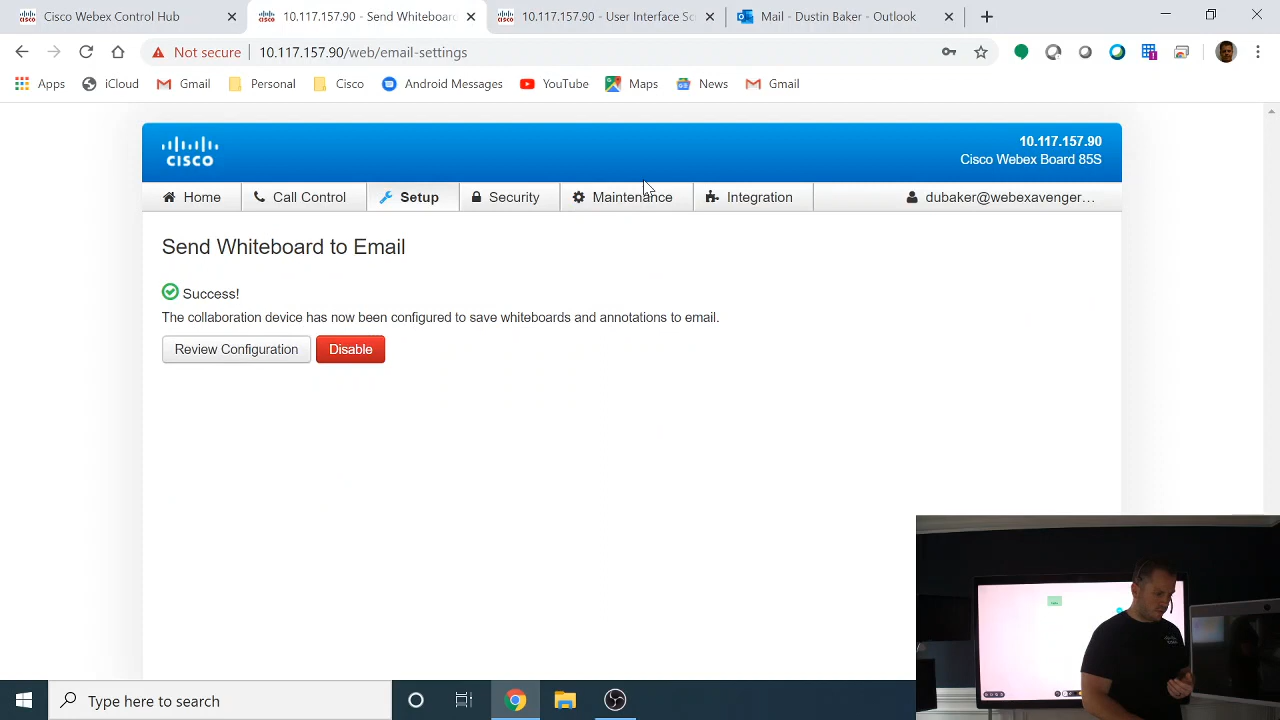 Cisco Webex Control Hub
10.117.157.90 - Send Whiteboard
10.117.157.90 - User Interface Sc
Mail - Dustin Baker - Outlook
Not secure
10.117.157.90/web/email-settings
Apps
iCloud
Gmail
Personal
Cisco
Android Messages
YouTube
Maps
News
Gmail
CISCO
10.117.157.90
Cisco Webex Board 85S
Home
Call Control
Setup
Security
Maintenance
Integration
dubaker@webexavenger...
Send Whiteboard to Email
Success!
The collaboration device has now been configured to save whiteboards and annotations to email.
Review Configuration
Disable
Type here to search